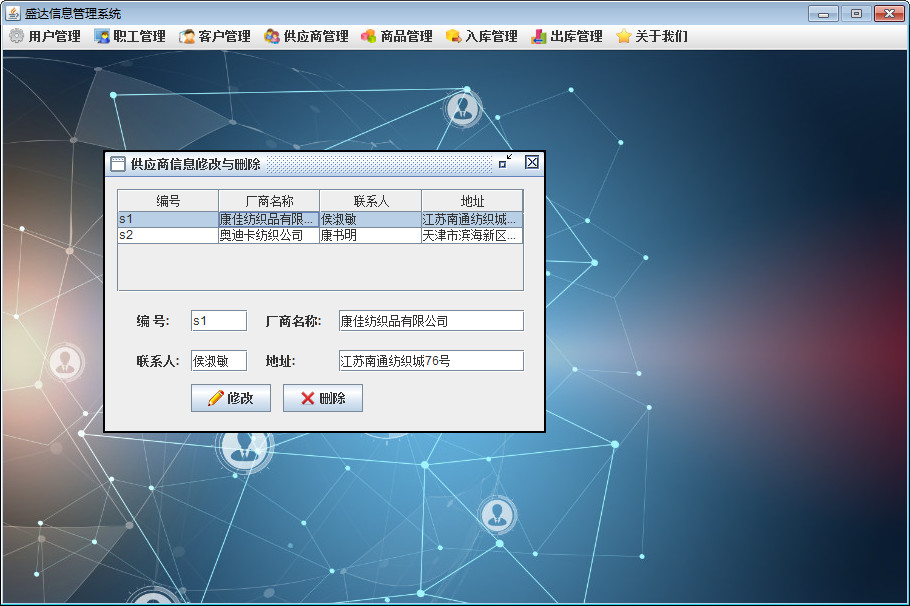 盛达信息管理系统
用户管理 职工管理 客户管理 供应商管理 商品管理 入库管理 出库管理 关于我们
供应商信息修改与删除
编号 厂商名称 联系人 地址
s1 康佳纺织品有限... 侯淑敏 江苏南通纺织城...
s2 奥迪卡纺织公司 康书明 天津市滨海新区...
编 号: s1 厂商名称: 康佳纺织品有限公司
联系人: 侯淑敏 地址: 江苏南通纺织城76号
修改 删除